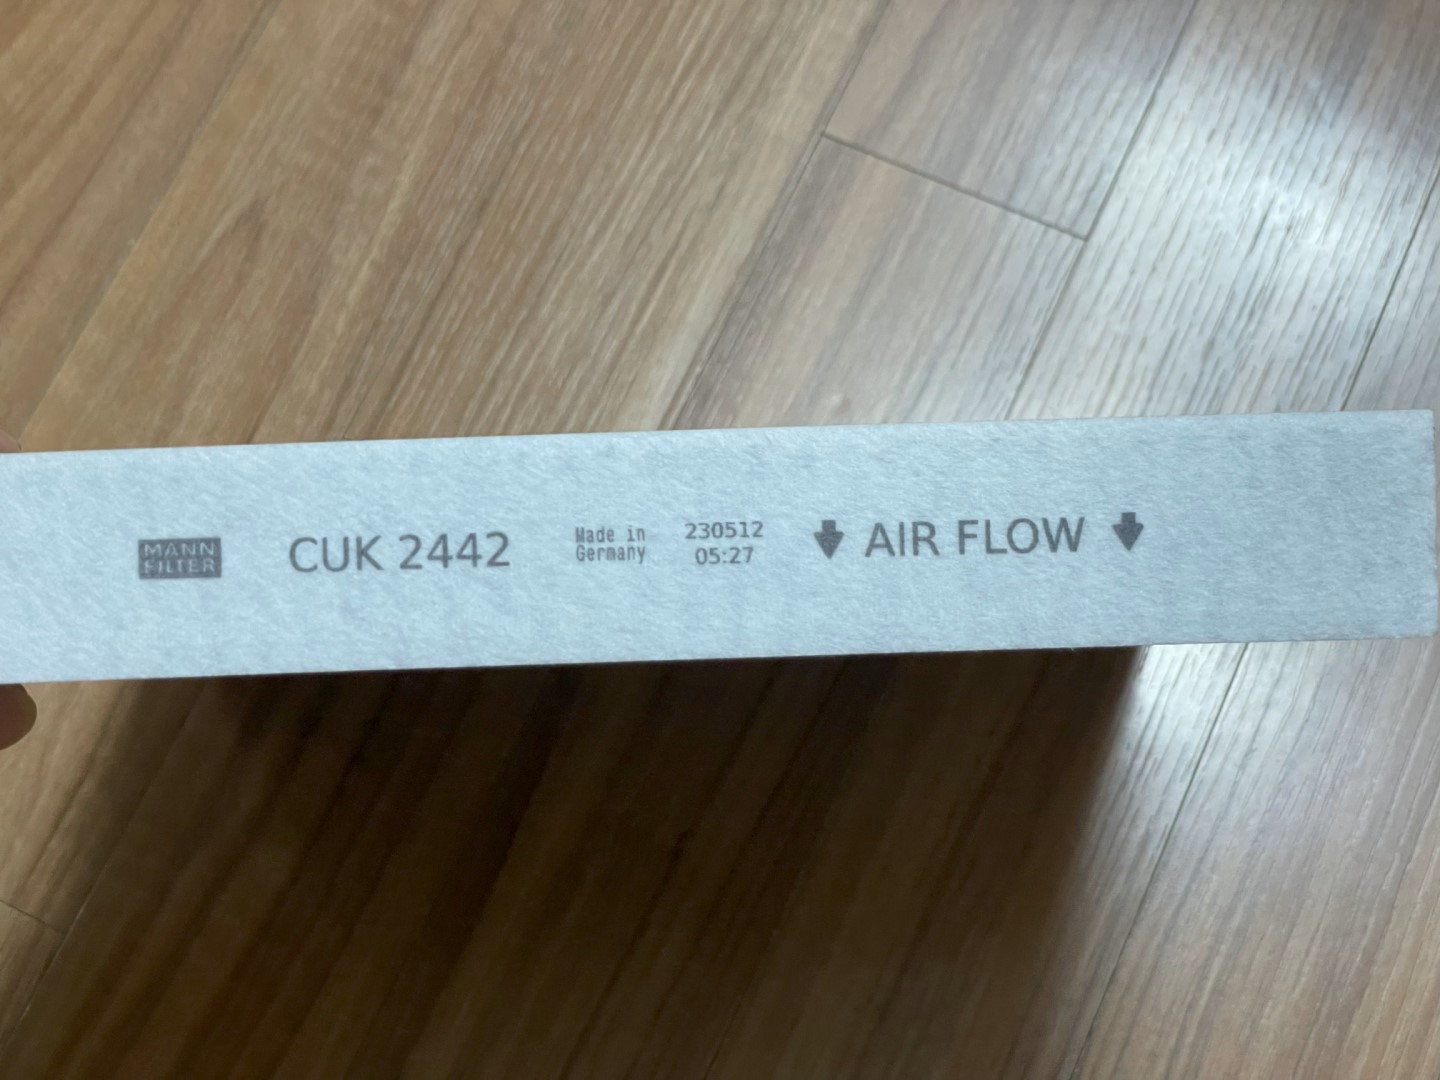 MANN
FILTER
CUK 2442
Made in
Germany
230512
05:27
AIR FLOW